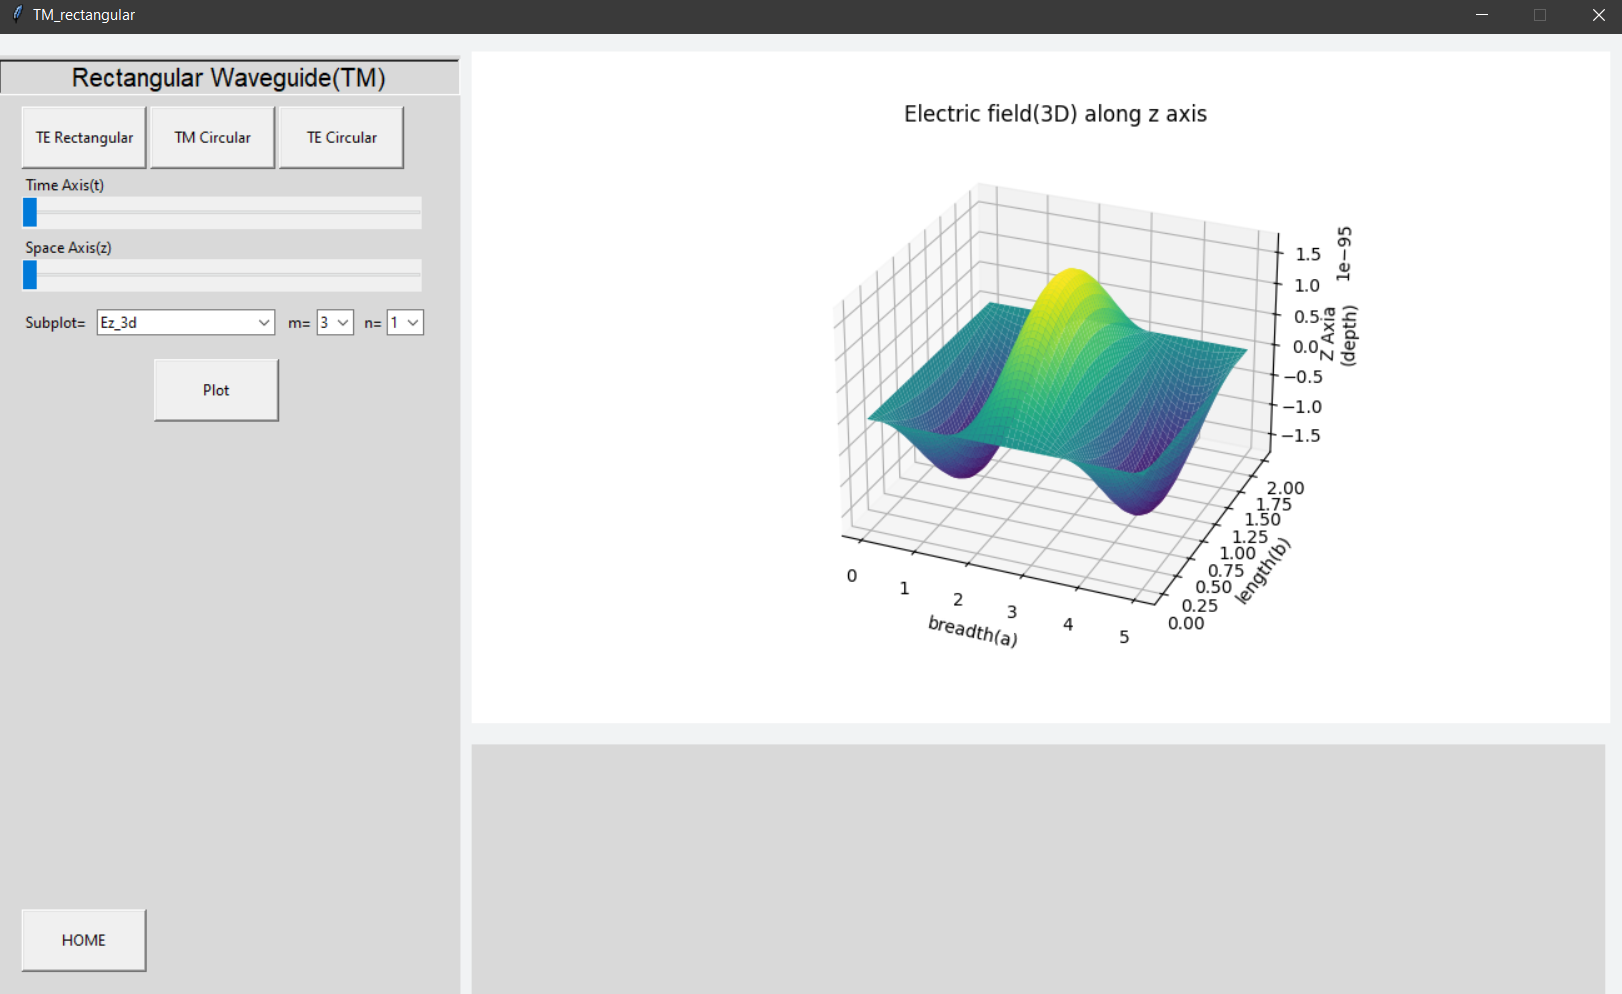 TM_rectangular
Rectangular Waveguide(TM)
TE Rectangular TM Circular TE Circular
Time Axis(t)
Space Axis(z)
Subplot= Ez_3d m= 3 n= 1
Plot
HOME
Electric field(3D) along z axis
1e−95
1.5
1.0
0.5
0.0
−0.5
−1.0
−1.5
Z Axia
(depth)
2.00
1.75
1.50
1.25
1.00
0.75
0.50
0.25
0.00
length(b)
0 1 2 3 4 5
breadth(a)